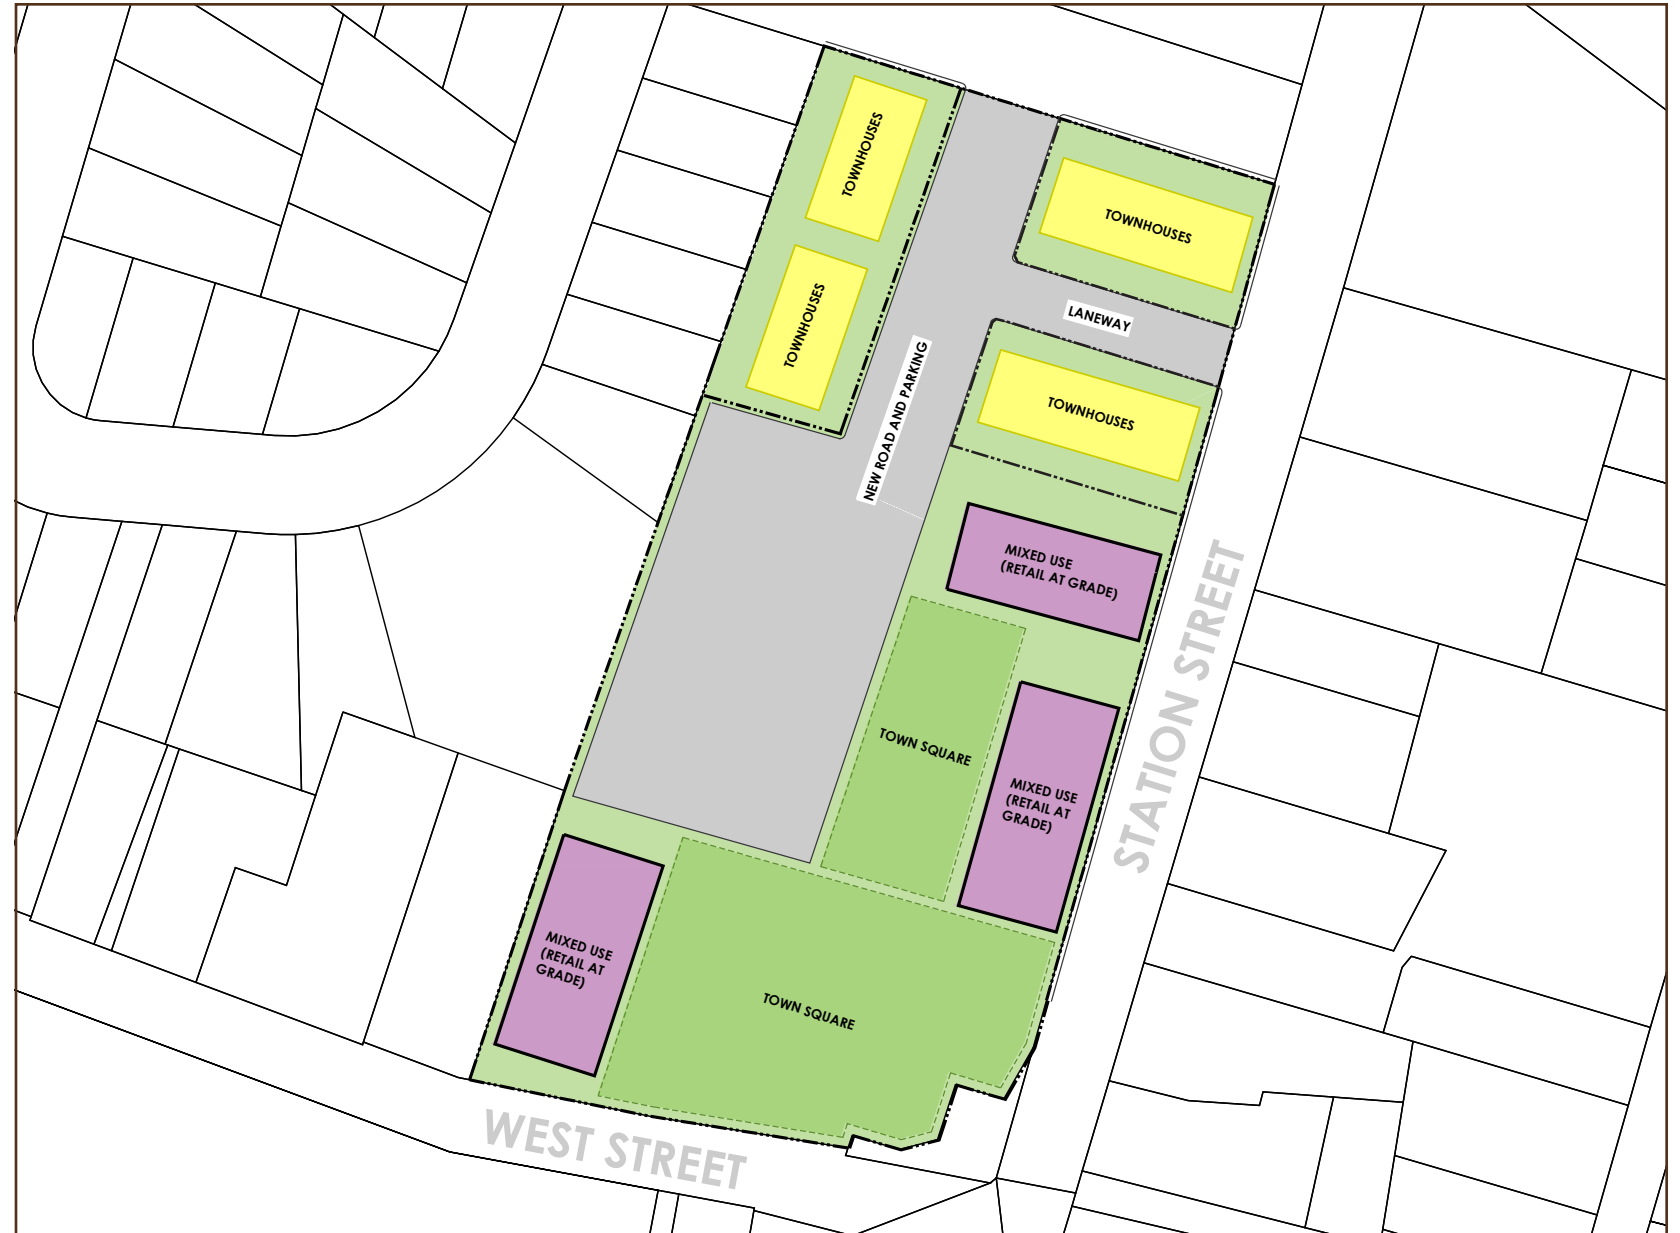 TOWNHOUSES
TOWNHOUSES
TOWNHOUSES
LANEWAY
NEW ROAD AND PARKING
TOWNHOUSES
MIXED USE
(RETAIL AT GRADE)
STATION STREET
TOWN SQUARE
MIXED USE
(RETAIL AT
GRADE)
MIXED USE
(RETAIL AT
GRADE)
TOWN SQUARE
WEST STREET